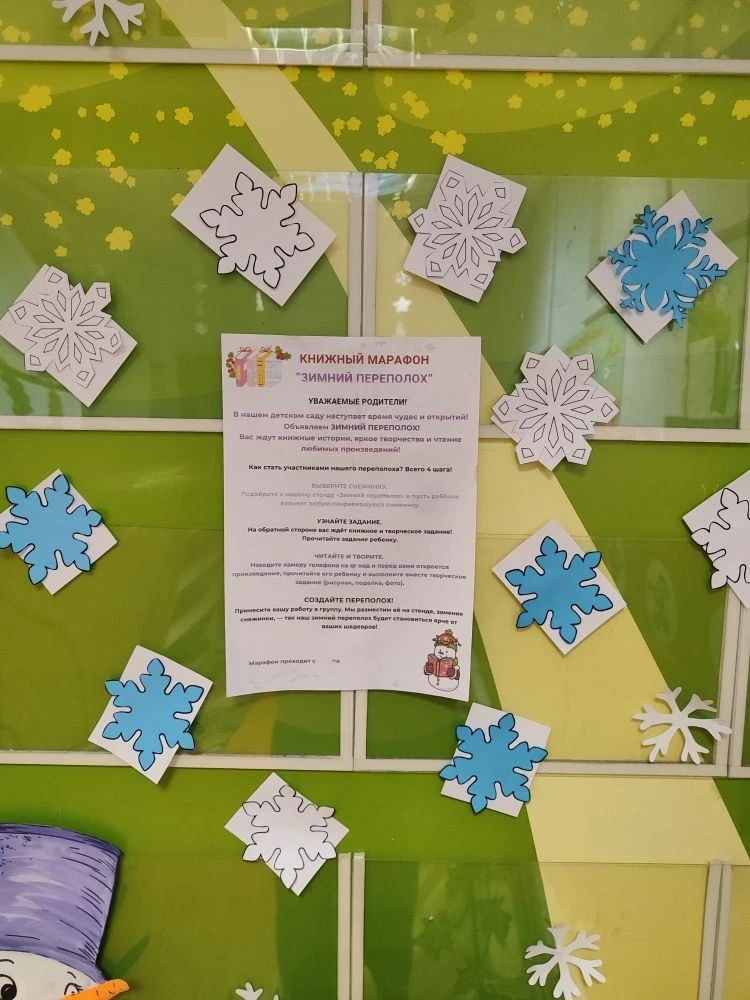 КНИЖНЫЙ МАРАФОН
"ЗИМНИЙ ПЕРЕПОЛОХ"
УВАЖАЕМЫЕ РОДИТЕЛИ!
В нашем детском саду наступает время чудес и открытий!
Объявляем ЗИМНИЙ ПЕРЕПОЛОХ!
Вас ждут книжные истории, яркое творчество и чтение
любимых произведений!
Как стать участниками нашего переполоха? Всего 4 шага!
ВЫБЕРИТЕ СНЕЖИНКУ.
Подойдите к нашему стенду «Зимний переполох» и пусть ребёнок
возьмет любую понравившуюся снежинку.
УЗНАЙТЕ ЗАДАНИЕ.
На обратной стороне вас ждёт книжное и творческое задание!
Прочитайте задание ребенку.
ЧИТАЙТЕ И ТВОРИТЕ.
Наведите камеру телефона на qr код и перед вами откроется
произведение, прочитайте его ребенку и выполните вместе творческое
задание (рисунок, поделка, фото).
СОЗДАЙТЕ ПЕРЕПОЛОХ!
Принесите вашу работу в группу. Мы разместим её на стенде, заменяя
снежинки, — так наш зимний переполох будет становиться ярче от
ваших шедевров!
Марафон проходит с по